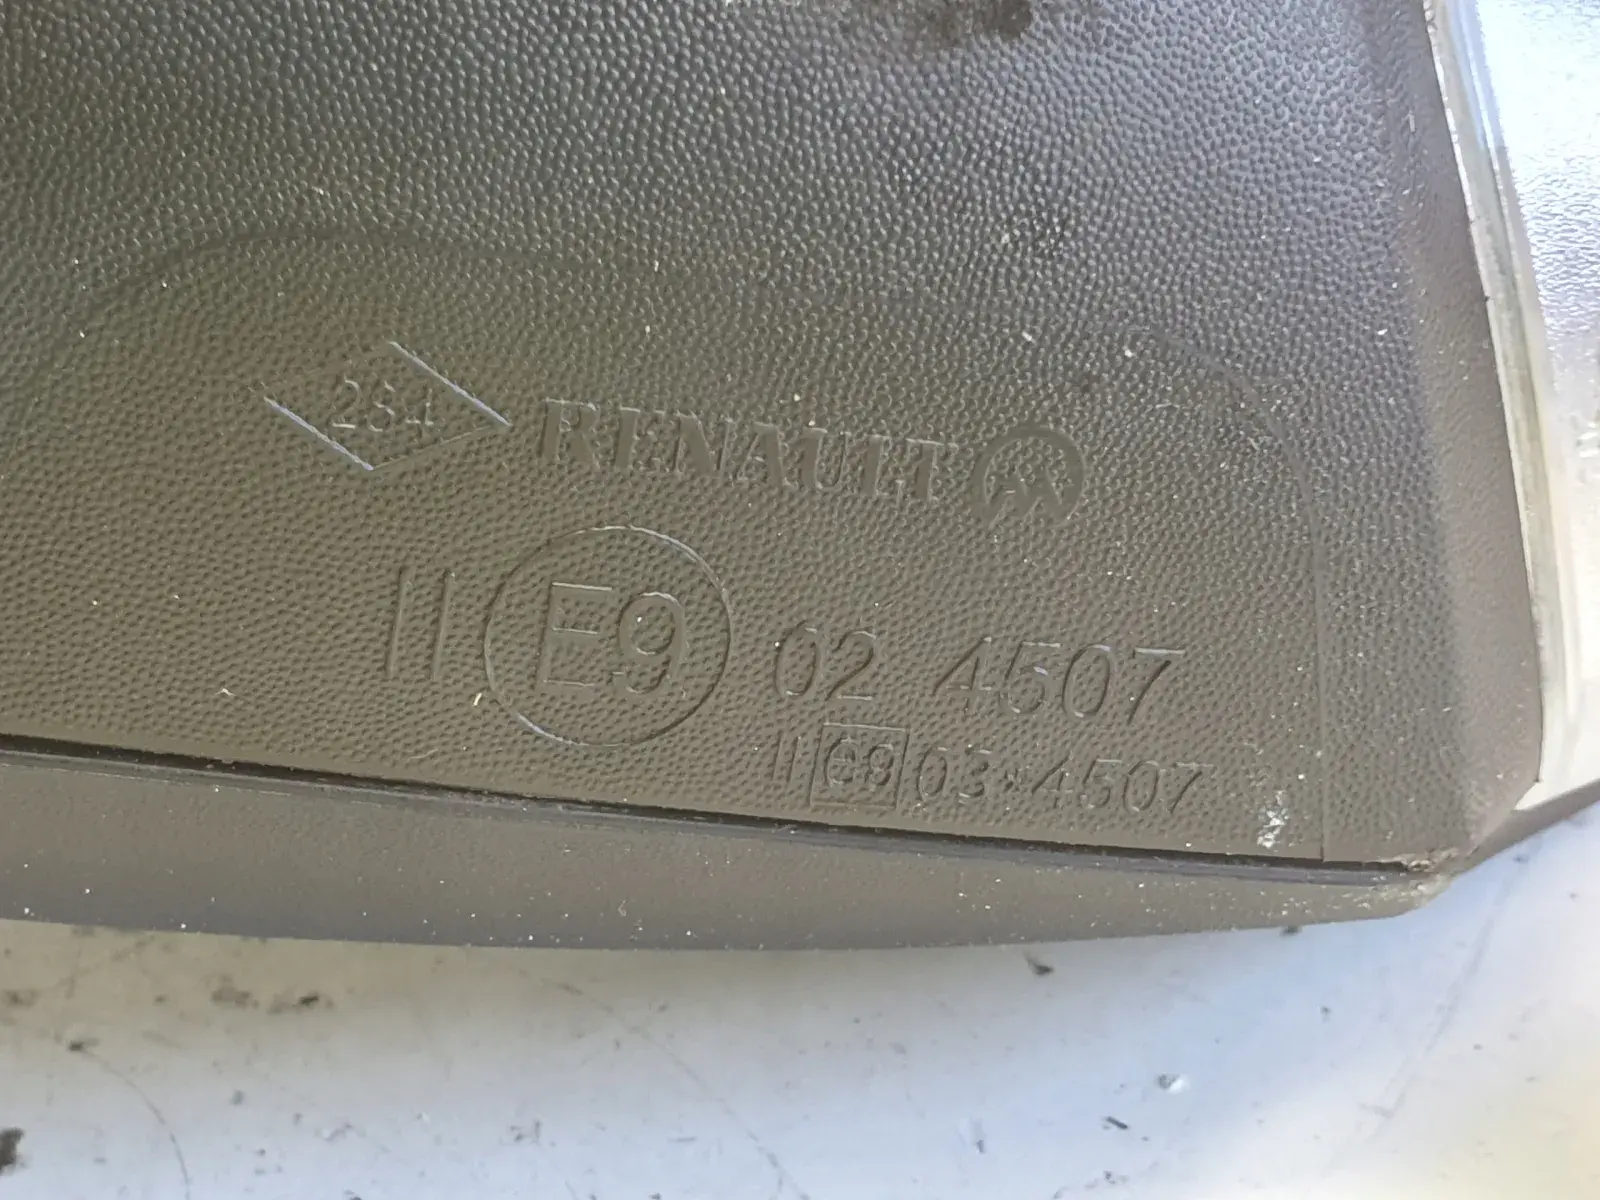 284 RENAULT
II E9 02 4507
II e9 03*4507